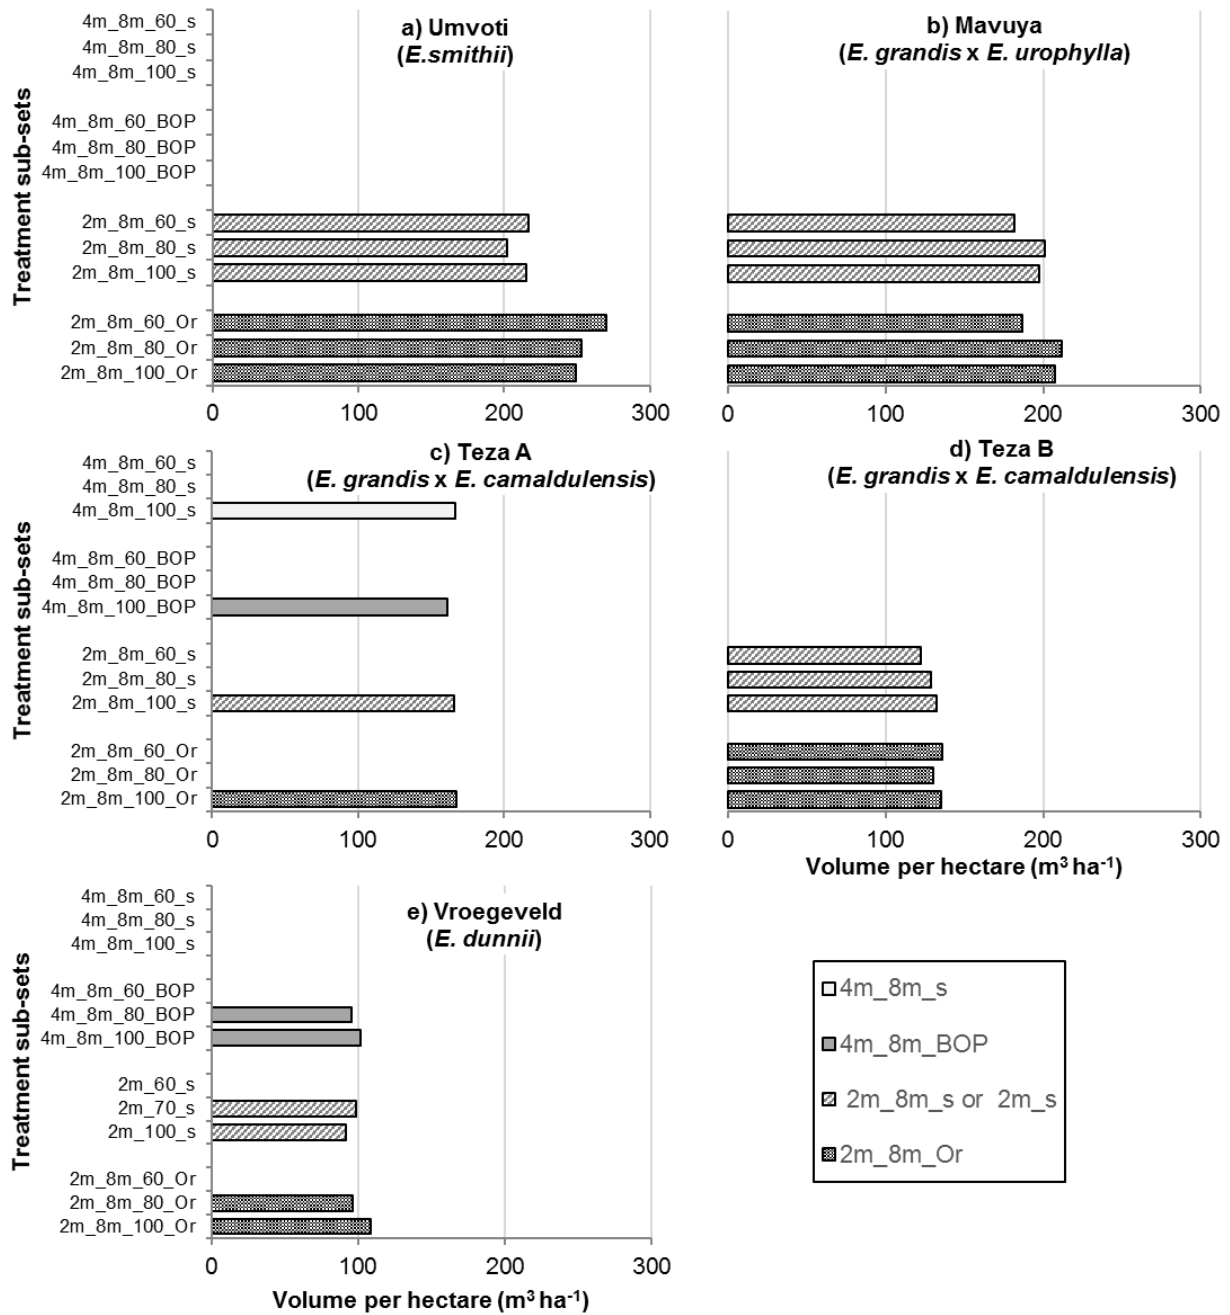 a) Umvoti
(E.smithii)
Treatment sub-sets
4m_8m_60_s
4m_8m_80_s
4m_8m_100_s
4m_8m_60_BOP
4m_8m_80_BOP
4m_8m_100_BOP
2m_8m_60_s
2m_8m_80_s
2m_8m_100_s
2m_8m_60_Or
2m_8m_80_Or
2m_8m_100_Or
0 100 200 300
b) Mavuya
(E. grandis x E. urophylla)
0 100 200 300
c) Teza A
(E. grandis x E. camaldulensis)
Treatment sub-sets
4m_8m_60_s
4m_8m_80_s
4m_8m_100_s
4m_8m_60_BOP
4m_8m_80_BOP
4m_8m_100_BOP
2m_8m_60_s
2m_8m_80_s
2m_8m_100_s
2m_8m_60_Or
2m_8m_80_Or
2m_8m_100_Or
0 100 200 300
d) Teza B
(E. grandis x E. camaldulensis)
0 100 200 300
Volume per hectare (m³ ha⁻¹)
e) Vroegeveld
(E. dunnii)
Treatment sub-sets
4m_8m_60_s
4m_8m_80_s
4m_8m_100_s
4m_8m_60_BOP
4m_8m_80_BOP
4m_8m_100_BOP
2m_60_s
2m_70_s
2m_100_s
2m_8m_60_Or
2m_8m_80_Or
2m_8m_100_Or
0 100 200 300
Volume per hectare (m³ ha⁻¹)
4m_8m_s
4m_8m_BOP
2m_8m_s or 2m_s
2m_8m_Or